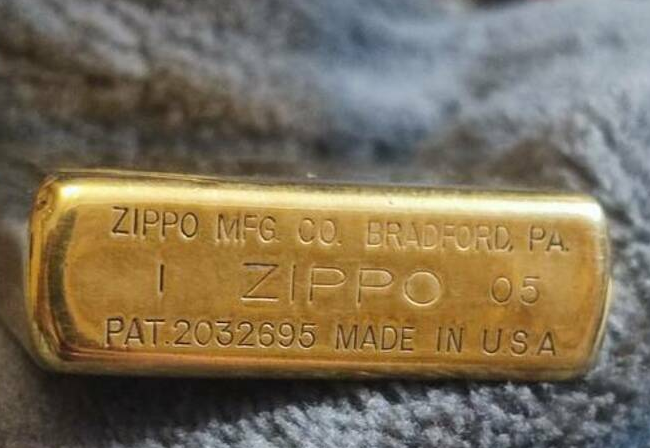 ZIPPO MFG. CO. BRADFORD, PA.
I ZIPPO 05
PAT.2032695 MADE IN U.S.A